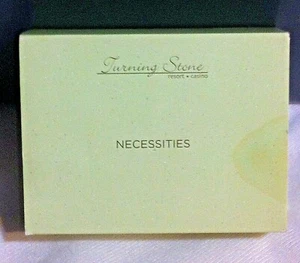 Turning Stone
resort + casino
NECESSITIES